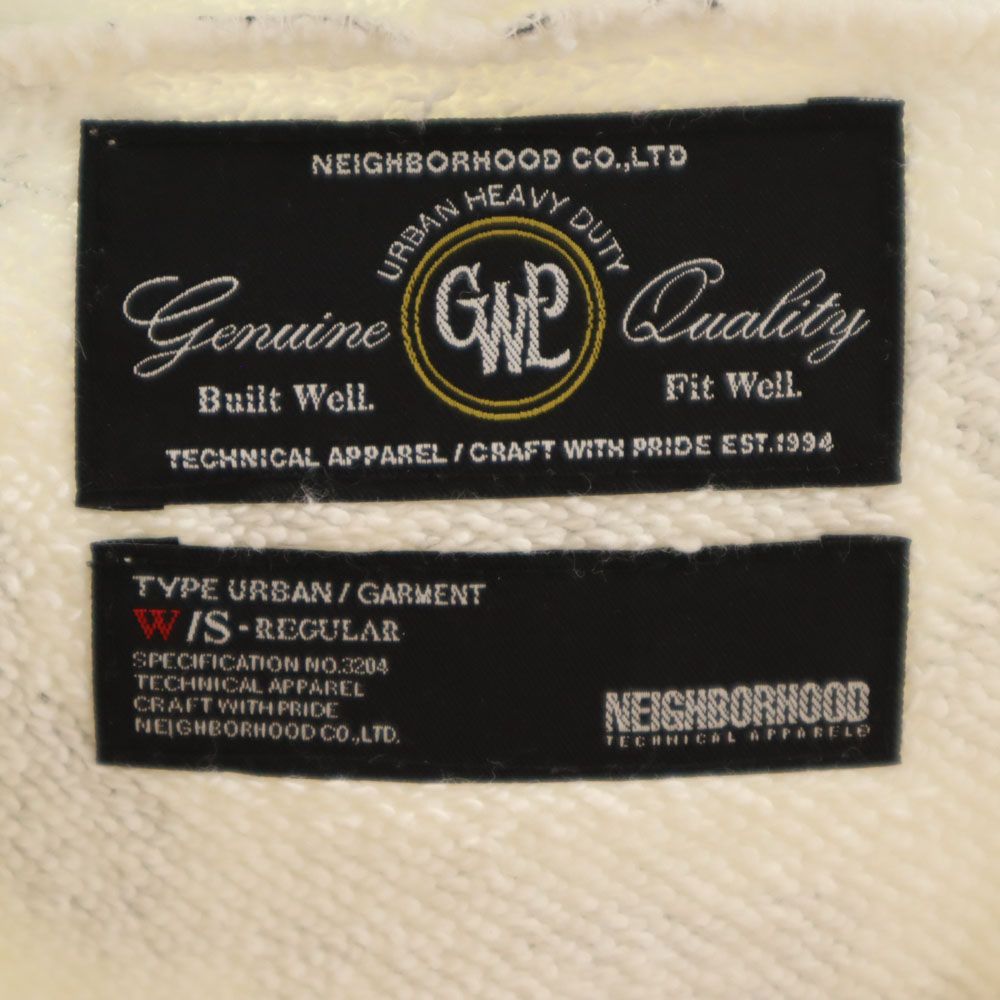 NEIGHBORHOOD CO.,LTD
URBAN HEAVY DUTY
Genuine GWP Quality
Built Well. Fit Well.
TECHNICAL APPAREL / CRAFT WITH PRIDE EST.1994
TYPE URBAN / GARMENT
W/S-REGULAR
SPECIFICATION NO.3204
TECHNICAL APPAREL
CRAFT WITH PRIDE
NEIGHBORHOOD CO.,LTD.
NEIGHBORHOOD
TECHNICAL APPAREL®